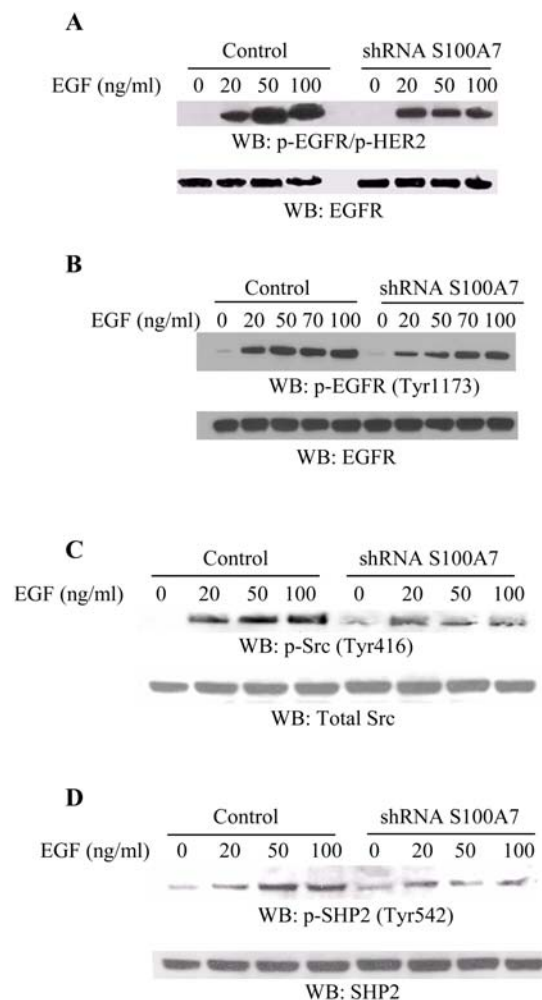 A
Control shRNA S100A7
EGF (ng/ml) 0 20 50 100 0 20 50 100
WB: p-EGFR/p-HER2
WB: EGFR
B
Control shRNA S100A7
EGF (ng/ml) 0 20 50 70 100 0 20 50 70 100
WB: p-EGFR (Tyr1173)
WB: EGFR
C
Control shRNA S100A7
EGF (ng/ml) 0 20 50 100 0 20 50 100
WB: p-Src (Tyr416)
WB: Total Src
D
Control shRNA S100A7
EGF (ng/ml) 0 20 50 100 0 20 50 100
WB: p-SHP2 (Tyr542)
WB: SHP2